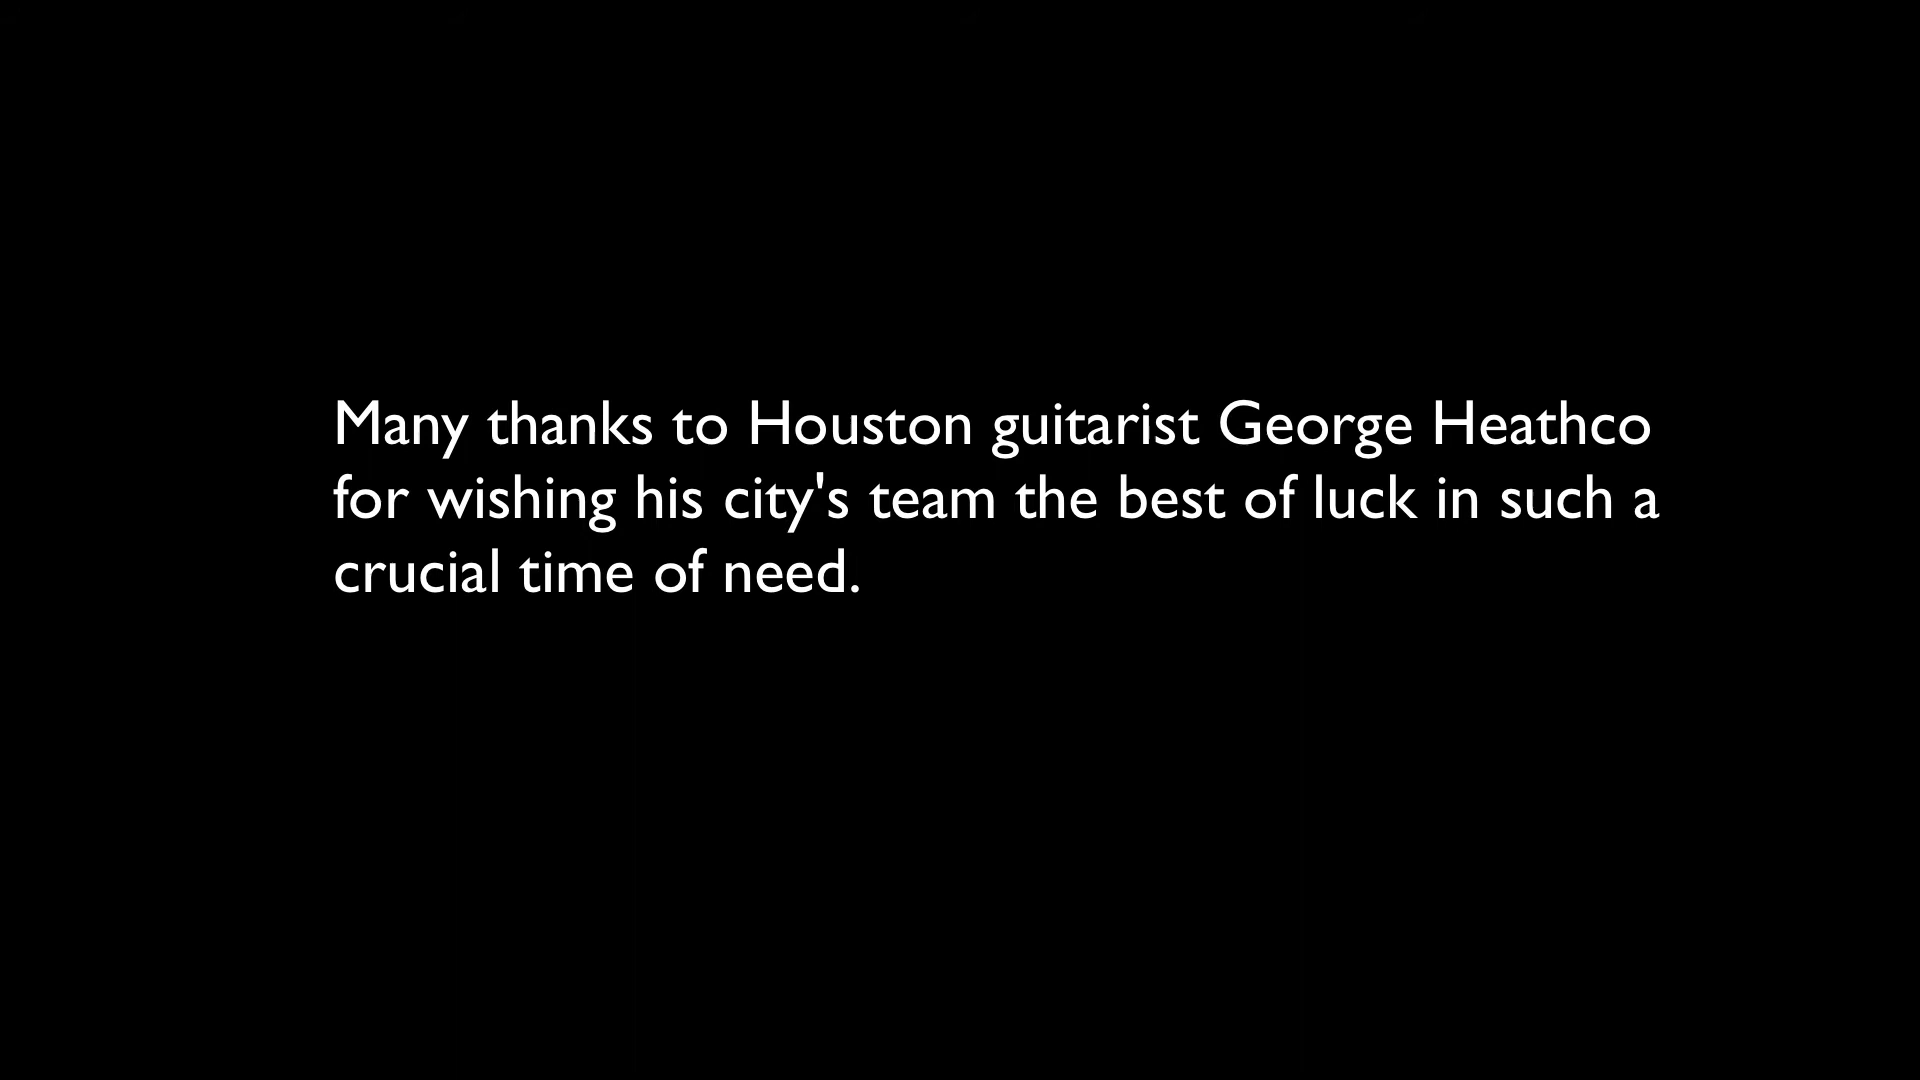 Many thanks to Houston guitarist George Heathco
for wishing his city's team the best of luck in such a
crucial time of need.